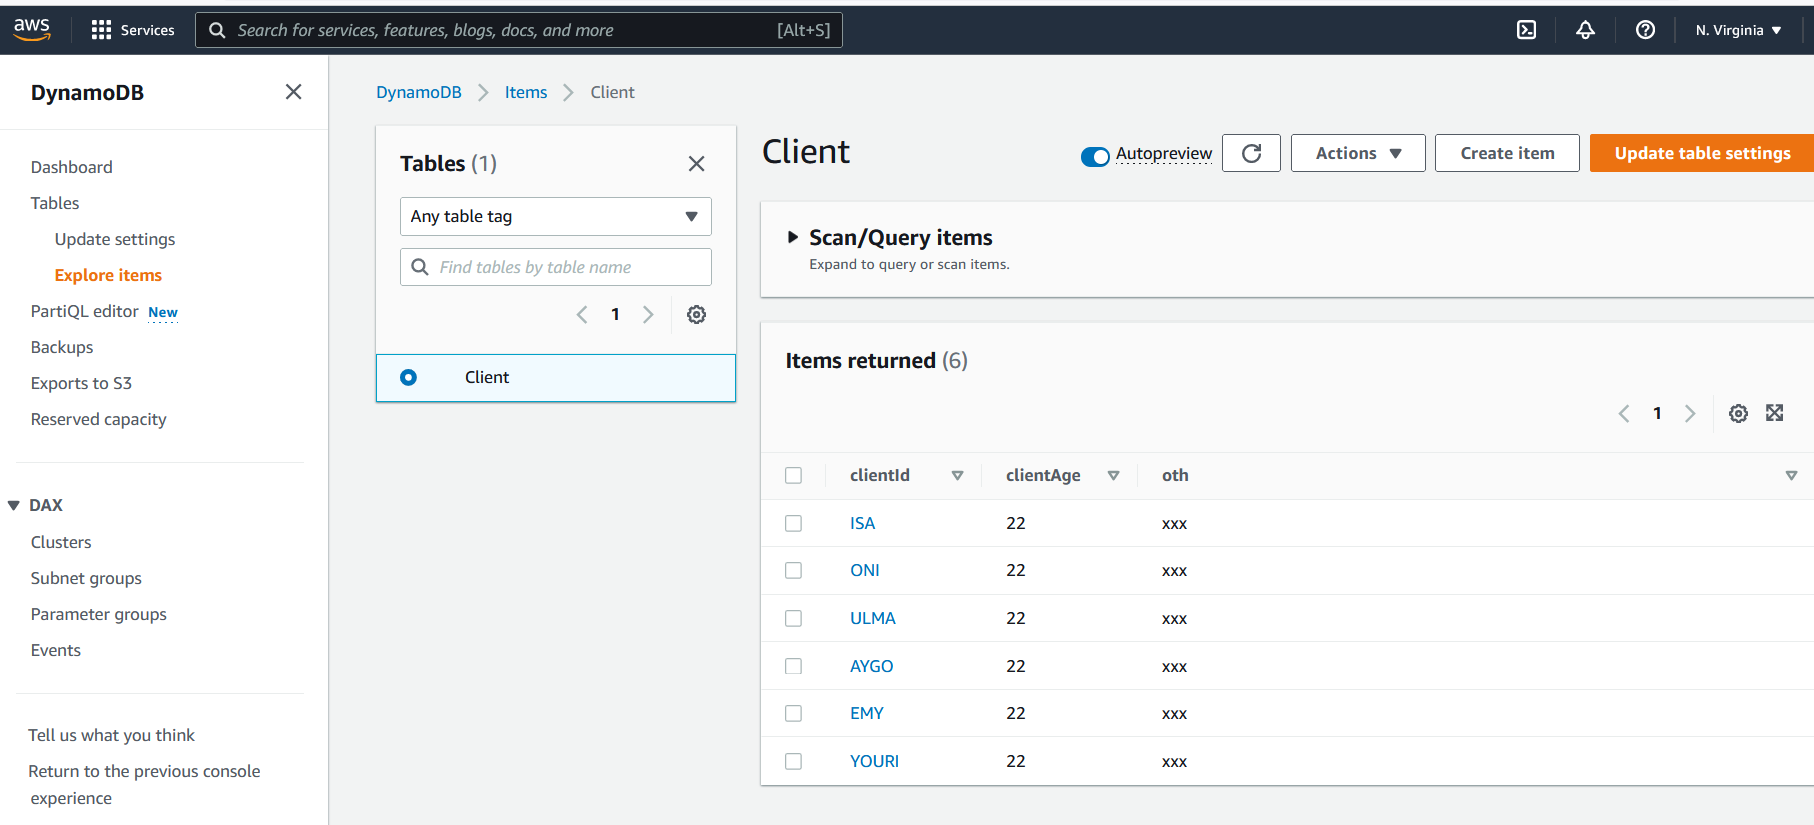 aws
Services
Search for services, features, blogs, docs, and more [Alt+S]
N. Virginia
DynamoDB
Dashboard
Tables
Update settings
Explore items
PartiQL editor New
Backups
Exports to S3
Reserved capacity
DAX
Clusters
Subnet groups
Parameter groups
Events
Tell us what you think
Return to the previous console
experience
DynamoDB Items Client
Tables (1)
Any table tag
Find tables by table name
1
Client
Client
Autopreview
Actions
Create item
Update table settings
Scan/Query items
Expand to query or scan items.
Items returned (6)
1
clientId clientAge oth
ISA 22 xxx
ONI 22 xxx
ULMA 22 xxx
AYGO 22 xxx
EMY 22 xxx
YOURI 22 xxx